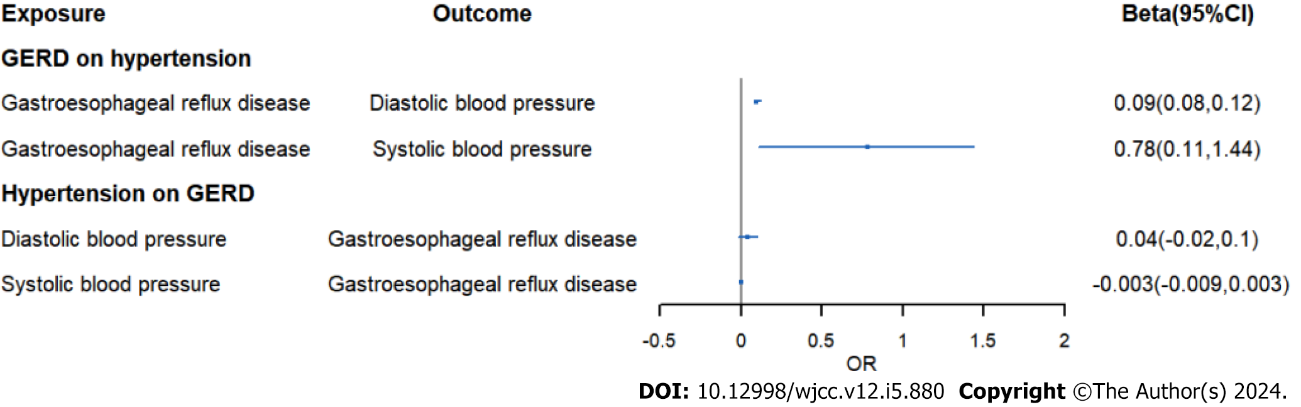 Exposure Outcome Beta(95%CI)
GERD on hypertension
Gastroesophageal reflux disease Diastolic blood pressure 0.09(0.08,0.12)
Gastroesophageal reflux disease Systolic blood pressure 0.78(0.11,1.44)
Hypertension on GERD
Diastolic blood pressure Gastroesophageal reflux disease 0.04(-0.02,0.1)
Systolic blood pressure Gastroesophageal reflux disease -0.003(-0.009,0.003)
-0.5 0 0.5 1 1.5 2
OR
DOI: 10.12998/wjcc.v12.i5.880 Copyright ©The Author(s) 2024.